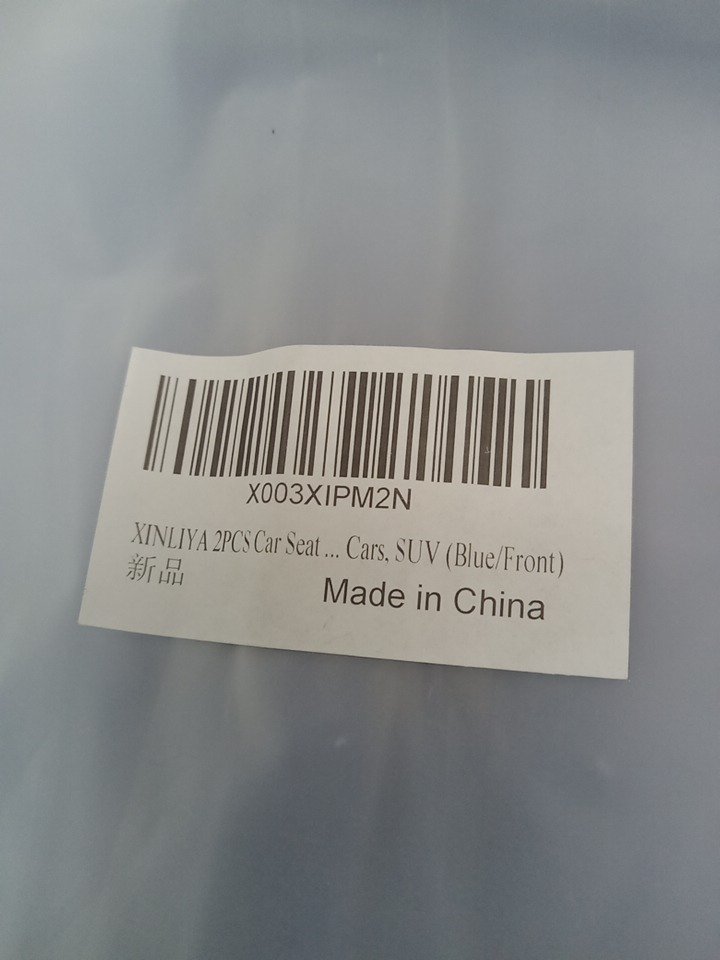 X003XIPM2N
XINLIYA 2PCS Car Seat ... Cars, SUV (Blue/Front)
新品
Made in China